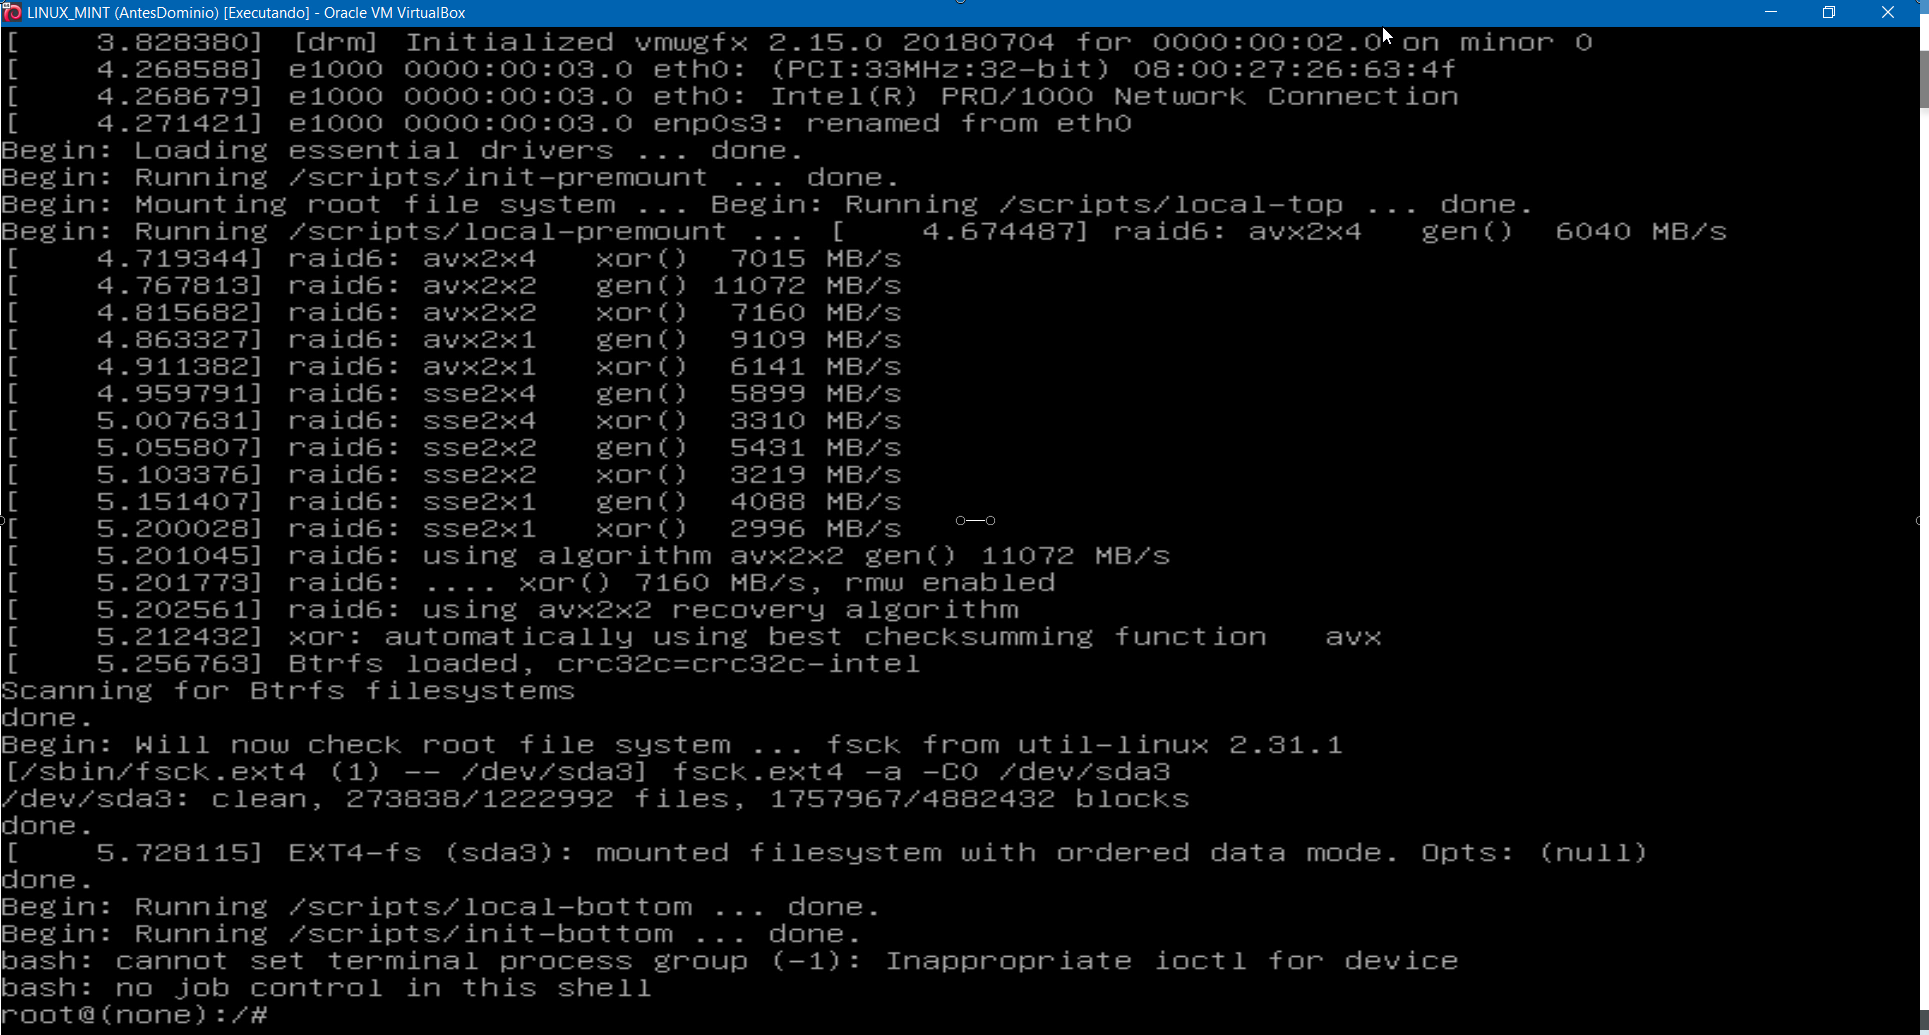 LINUX_MINT (AntesDominio) [Executando] - Oracle VM VirtualBox
[    3.828380] [drm] Initialized vmwgfx 2.15.0 20180704 for 0000:00:02.0 on minor 0
[    4.268588] e1000 0000:00:03.0 eth0: (PCI:33MHz:32-bit) 08:00:27:26:63:4f
[    4.268679] e1000 0000:00:03.0 eth0: Intel(R) PRO/1000 Network Connection
[    4.271421] e1000 0000:00:03.0 enp0s3: renamed from eth0
Begin: Loading essential drivers ... done.
Begin: Running /scripts/init-premount ... done.
Begin: Mounting root file system ... Begin: Running /scripts/local-top ... done.
Begin: Running /scripts/local-premount ... [    4.674487] raid6: avx2x4   gen()  6040 MB/s
[    4.719344] raid6: avx2x4   xor()  7015 MB/s
[    4.767813] raid6: avx2x2   gen() 11072 MB/s
[    4.815682] raid6: avx2x2   xor()  7160 MB/s
[    4.863327] raid6: avx2x1   gen()  9109 MB/s
[    4.911382] raid6: avx2x1   xor()  6141 MB/s
[    4.959791] raid6: sse2x4   gen()  5899 MB/s
[    5.007631] raid6: sse2x4   xor()  3310 MB/s
[    5.055807] raid6: sse2x2   gen()  5431 MB/s
[    5.103376] raid6: sse2x2   xor()  3219 MB/s
[    5.151407] raid6: sse2x1   gen()  4088 MB/s
[    5.200028] raid6: sse2x1   xor()  2996 MB/s
[    5.201045] raid6: using algorithm avx2x2 gen() 11072 MB/s
[    5.201773] raid6: .... xor() 7160 MB/s, rmw enabled
[    5.202561] raid6: using avx2x2 recovery algorithm
[    5.212432] xor: automatically using best checksumming function   avx
[    5.256763] Btrfs loaded, crc32c=crc32c-intel
Scanning for Btrfs filesystems
done.
Begin: Will now check root file system ... fsck from util-linux 2.31.1
[/sbin/fsck.ext4 (1) -- /dev/sda3] fsck.ext4 -a -C0 /dev/sda3
/dev/sda3: clean, 273838/1222992 files, 1757967/4882432 blocks
done.
[    5.728115] EXT4-fs (sda3): mounted filesystem with ordered data mode. Opts: (null)
done.
Begin: Running /scripts/local-bottom ... done.
Begin: Running /scripts/init-bottom ... done.
bash: cannot set terminal process group (-1): Inappropriate ioctl for device
bash: no job control in this shell
root@(none):/#